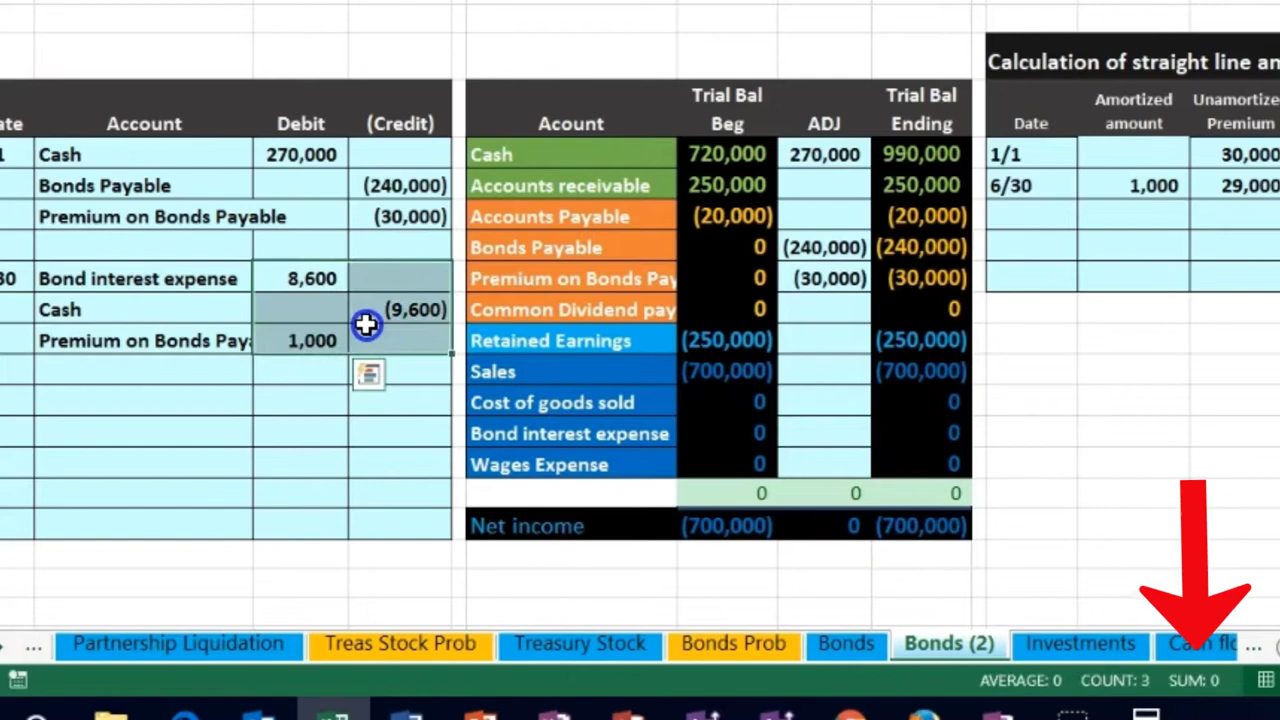 Calculation of straight line an
ate Account Debit (Credit)
Acount Trial Bal Beg ADJ Trial Bal Ending
Date Amortized amount Unamortize Premium
1 Cash 270,000
Bonds Payable (240,000)
Premium on Bonds Payable (30,000)
30 Bond interest expense 8,600
Cash (9,600)
Premium on Bonds Pay 1,000
Cash 720,000 270,000 990,000
Accounts receivable 250,000 250,000
Accounts Payable (20,000) (20,000)
Bonds Payable 0 (240,000) (240,000)
Premium on Bonds Pay 0 (30,000) (30,000)
Common Dividend pay 0 0
Retained Earnings (250,000) (250,000)
Sales (700,000) (700,000)
Cost of goods sold 0 0
Bond interest expense 0 0
Wages Expense 0 0
0 0 0
Net income (700,000) 0 (700,000)
1/1 30,000
6/30 1,000 29,000
... Partnership Liquidation Treas Stock Prob Treasury Stock Bonds Prob Bonds Bonds (2) Investments Cash flo ...
AVERAGE: 0 COUNT: 3 SUM: 0